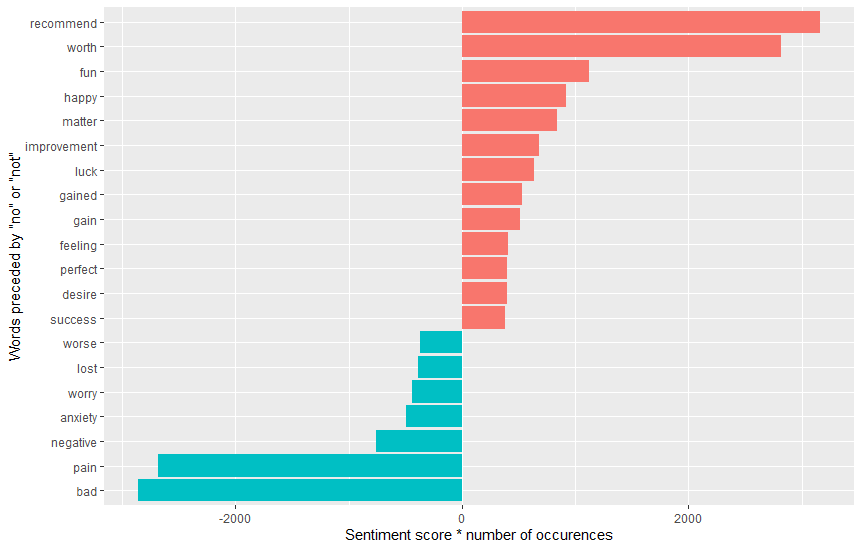 recommend
worth
fun
happy
matter
improvement
luck
gained
gain
feeling
perfect
desire
success
worse
lost
worry
anxiety
negative
pain
bad
Words preceded by "no" or "not"
-2000 0 2000
Sentiment score * number of occurences